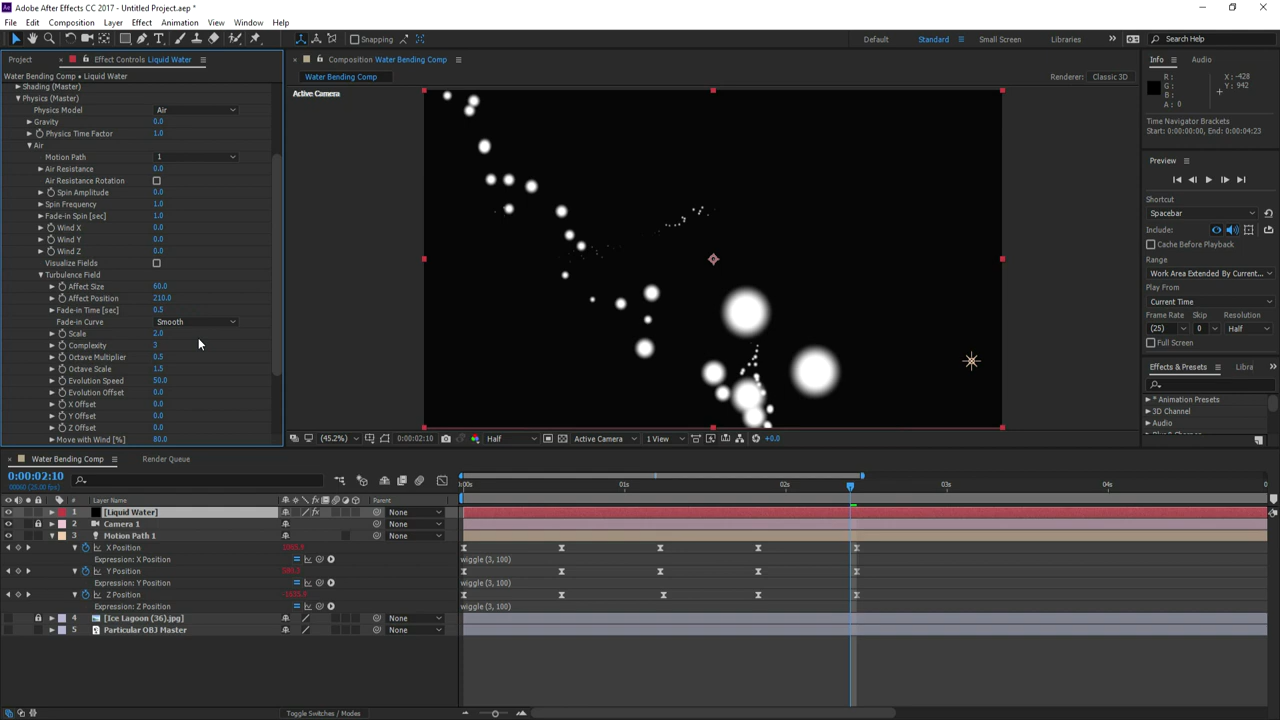 Adobe After Effects CC 2017 - Untitled Project.aep *
File Edit Composition Layer Effect Animation View Window Help
Snapping Default Standard Small Screen Libraries Search Help
Project Effect Controls Liquid Water Composition Water Bending Comp Info Audio
Water Bending Comp • Liquid Water Water Bending Comp Renderer: Classic 3D
Shading (Master)
Physics (Master)
Physics Model Air
Gravity 0.0
Physics Time Factor 1.0
Air
Motion Path 1
Air Resistance 0.0
Air Resistance Rotation
Spin Amplitude 0.0
Spin Frequency 1.0
Fade-in Spin [sec] 1.0
Wind X 0.0
Wind Y 0.0
Wind Z 0.0
Visualize Fields
Turbulence Field
Affect Size 60.0
Affect Position 210.0
Fade-in Time [sec] 0.5
Fade-in Curve Smooth
Scale 2.0
Complexity 3
Octave Multiplier 0.5
Octave Scale 1.5
Evolution Speed 50.0
Evolution Offset 0.0
X Offset 0.0
Y Offset 0.0
Z Offset 0.0
Move with Wind [%] 80.0
Active Camera
(45.2%) 0:00:02:10 Half Active Camera 1 View +0.0
R :
G :
B :
A : 0
X : -428
Y : 942
Time Navigator Brackets
Start: 0:00:00:00, End: 0:00:04:23
Preview
Shortcut
Spacebar
Include:
Cache Before Playback
Range
Work Area Extended By Current...
Play From
Current Time
Frame Rate Skip Resolution
(25) 0 Half
Full Screen
Effects & Presets Libra
* Animation Presets
3D Channel
Audio
Water Bending Comp Render Queue
0:00:02:10
00060 (25.00 fps)
:00s 01s 02s 03s 04s 0
# Layer Name Parent
1 [Liquid Water] None
2 Camera 1 None
3 Motion Path 1 None
X Position
Expression: X Position wiggle (3, 100)
Y Position
Expression: Y Position wiggle (3, 100)
Z Position
Expression: Z Position wiggle (3, 100)
4 [Ice Lagoon (36).jpg] None
5 Particular OBJ Master None
Toggle Switches / Modes